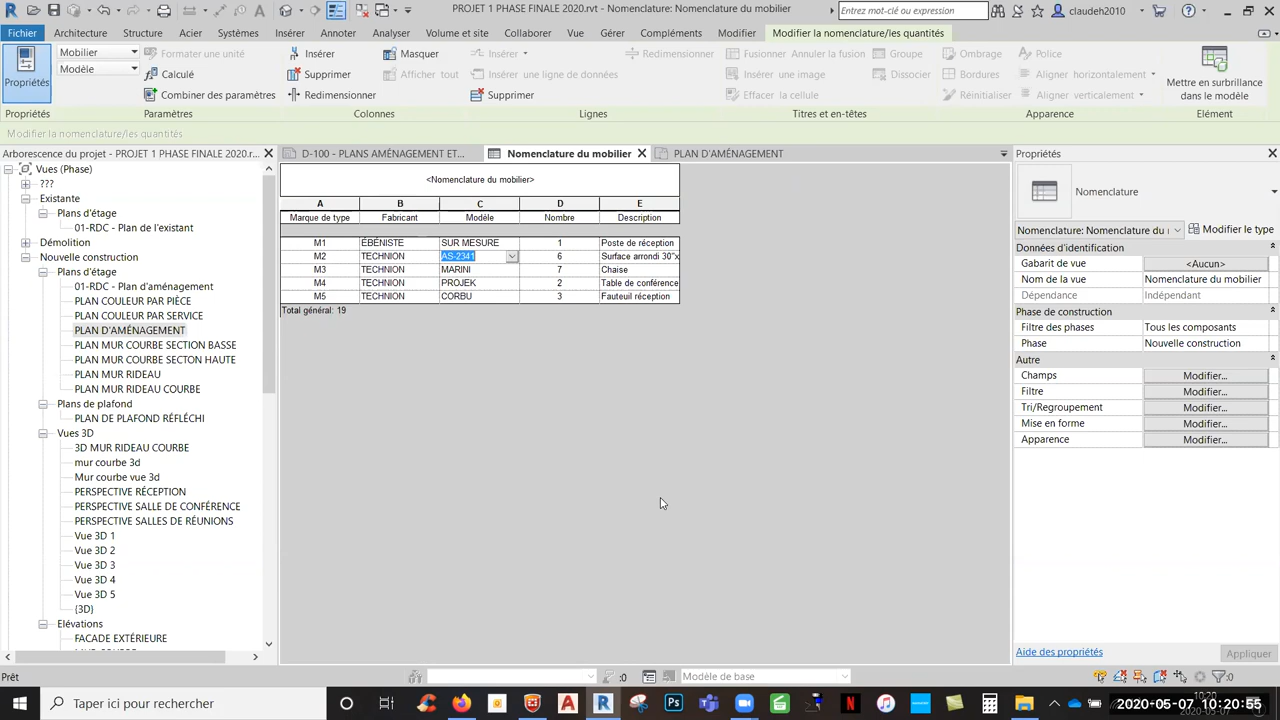 PROJET 1 PHASE FINALE 2020.rvt - Nomenclature: Nomenclature du mobilier
Entrez mot-clé ou expression
claudeh2010
Fichier Architecture Structure Acier Systèmes Insérer Annoter Analyser Volume et site Collaborer Vue Gérer Compléments Modifier Modifier la nomenclature/les quantités
Mobilier Formater une unité Insérer Masquer Insérer Redimensionner Fusionner Annuler la fusion Groupe Ombrage Police
Modèle Calculé Supprimer Afficher tout Insérer une ligne de données Insérer une image Dissocier Bordures Aligner horizontalement
Propriétés Combiner des paramètres Redimensionner Supprimer Effacer la cellule Réinitialiser Aligner verticalement Mettre en surbrillance dans le modèle
Propriétés Paramètres Colonnes Lignes Titres et en-têtes Apparence Elément
Modifier la nomenclature/les quantités
Arborescence du projet - PROJET 1 PHASE FINALE 2020.r...
Vues (Phase)
???
Existante
Plans d'étage
01-RDC - Plan de l'existant
Démolition
Nouvelle construction
Plans d'étage
01-RDC - Plan d'aménagement
PLAN COULEUR PAR PIÈCE
PLAN COULEUR PAR SERVICE
PLAN D'AMÉNAGEMENT
PLAN MUR COURBE SECTION BASSE
PLAN MUR COURBE SECTON HAUTE
PLAN MUR RIDEAU
PLAN MUR RIDEAU COURBE
Plans de plafond
PLAN DE PLAFOND RÉFLÉCHI
Vues 3D
3D MUR RIDEAU COURBE
mur courbe 3d
Mur courbe vue 3d
PERSPECTIVE RÉCEPTION
PERSPECTIVE SALLE DE CONFÉRENCE
PERSPECTIVE SALLES DE RÉUNIONS
Vue 3D 1
Vue 3D 2
Vue 3D 3
Vue 3D 4
Vue 3D 5
{3D}
Elévations
FACADE EXTÉRIEURE
D-100 - PLANS AMÉNAGEMENT ET... Nomenclature du mobilier PLAN D'AMÉNAGEMENT
<Nomenclature du mobilier>
A B C D E
Marque de type Fabricant Modèle Nombre Description
M1 ÉBÉNISTE SUR MESURE 1 Poste de réception
M2 TECHNION AS-2341 6 Surface arrondi 30"x
M3 TECHNION MARINI 7 Chaise
M4 TECHNION PROJEK 2 Table de conférence
M5 TECHNION CORBU 3 Fauteuil réception
Total général: 19
Propriétés
Nomenclature
Nomenclature: Nomenclature du Modifier le type
Données d'identification
Gabarit de vue <Aucun>
Nom de la vue Nomenclature du mobilier
Dépendance Indépendant
Phase de construction
Filtre des phases Tous les composants
Phase Nouvelle construction
Autre
Champs Modifier...
Filtre Modifier...
Tri/Regroupement Modifier...
Mise en forme Modifier...
Apparence Modifier...
Aide des propriétés Appliquer
Prêt :0 Modèle de base :0
Taper ici pour rechercher
10:20
2020-05-07
2020-05-07 10:20:55